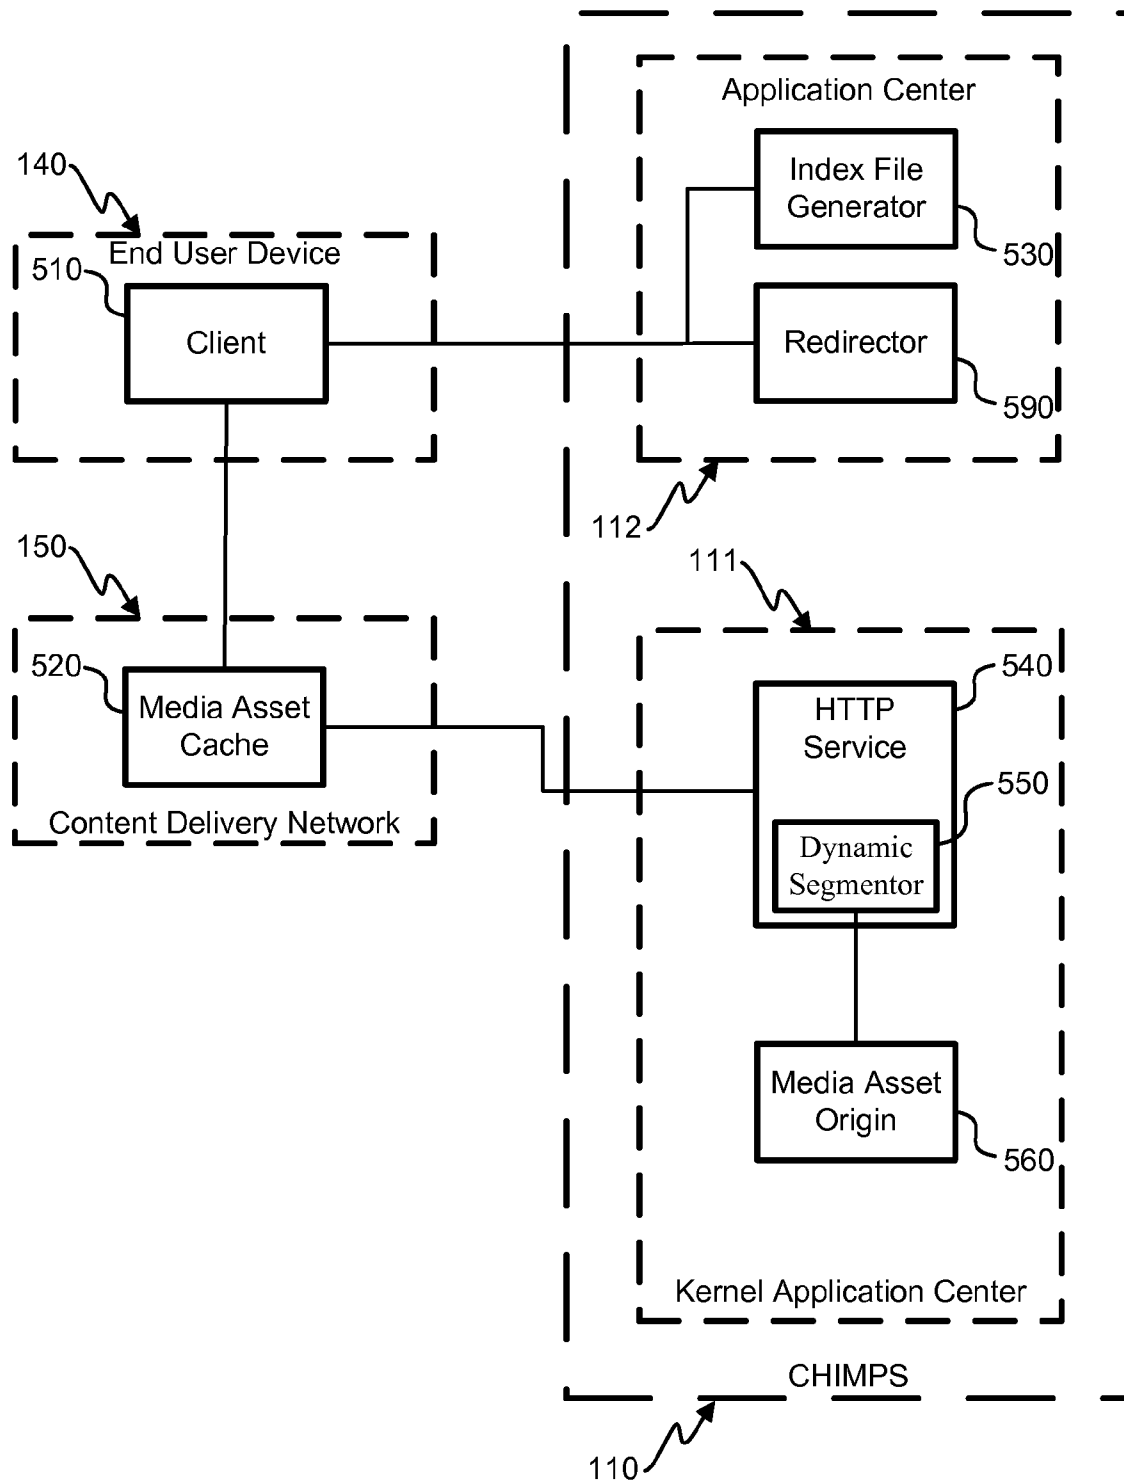 Application Center
Index File
Generator
530
Redirector
590
112
140
End User Device
510
Client
150
520
Media Asset
Cache
Content Delivery Network
111
540
HTTP
Service
550
Dynamic
Segmentor
Media Asset
Origin
560
Kernel Application Center
CHIMPS
110